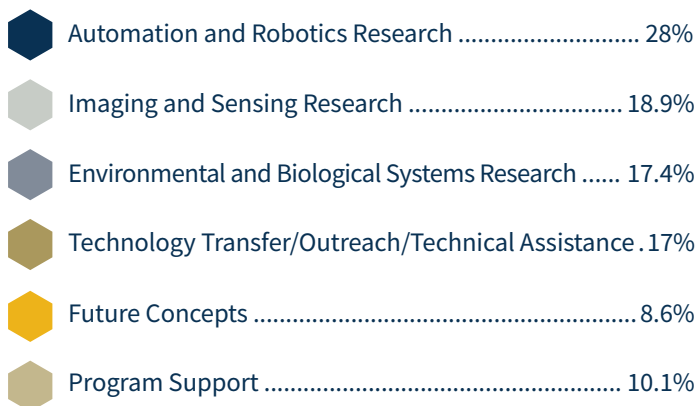 Automation and Robotics Research ............................ 28%
Imaging and Sensing Research ................................. 18.9%
Environmental and Biological Systems Research ...... 17.4%
Technology Transfer/Outreach/Technical Assistance . 17%
Future Concepts ........................................................... 8.6%
Program Support ....................................................... 10.1%